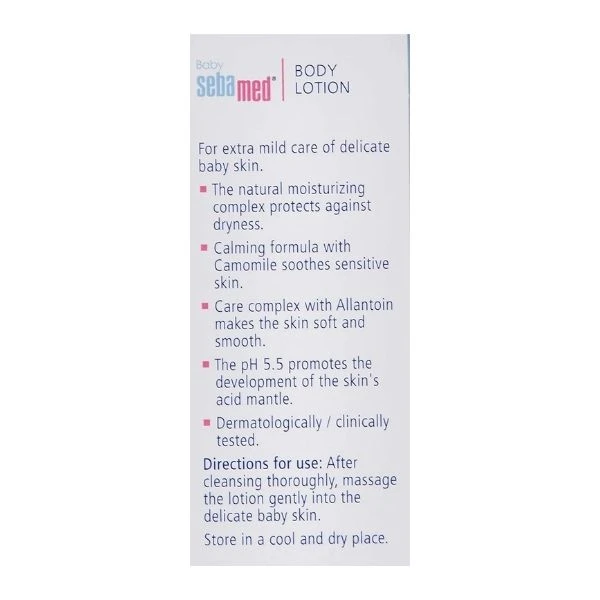 Baby
sebamed®
BODY
LOTION
For extra mild care of delicate
baby skin.
▪ The natural moisturizing
complex protects against
dryness.
▪ Calming formula with
Camomile soothes sensitive
skin.
▪ Care complex with Allantoin
makes the skin soft and
smooth.
▪ The pH 5.5 promotes the
development of the skin's
acid mantle.
▪ Dermatologically / clinically
tested.
Directions for use: After
cleansing thoroughly, massage
the lotion gently into the
delicate baby skin.
Store in a cool and dry place.